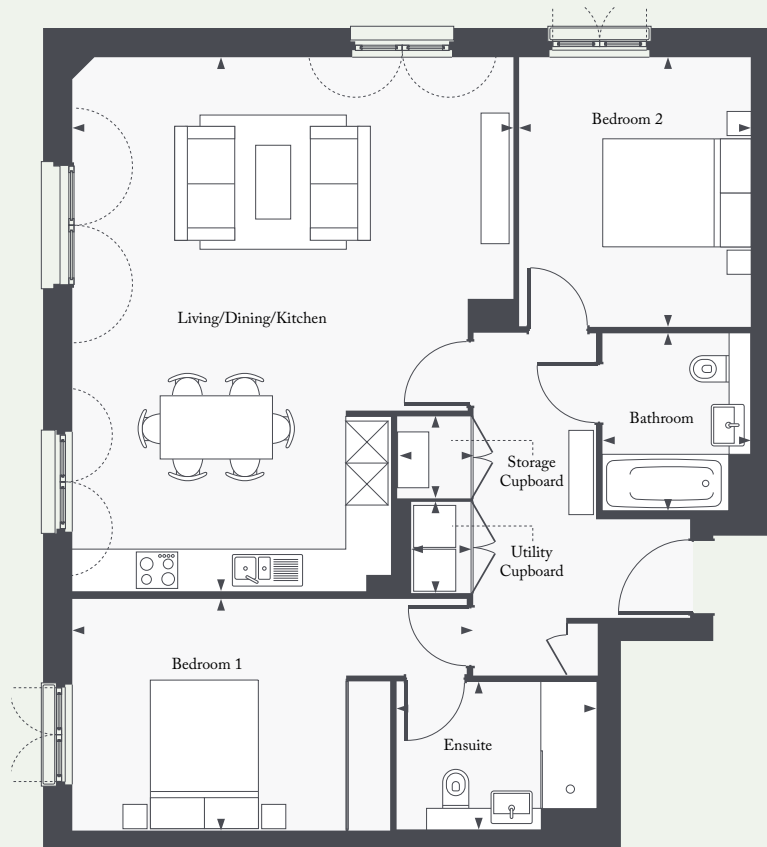 Bedroom 2
Living/Dining/Kitchen
Bathroom
Storage
Cupboard
Utility
Cupboard
Bedroom 1
Ensuite